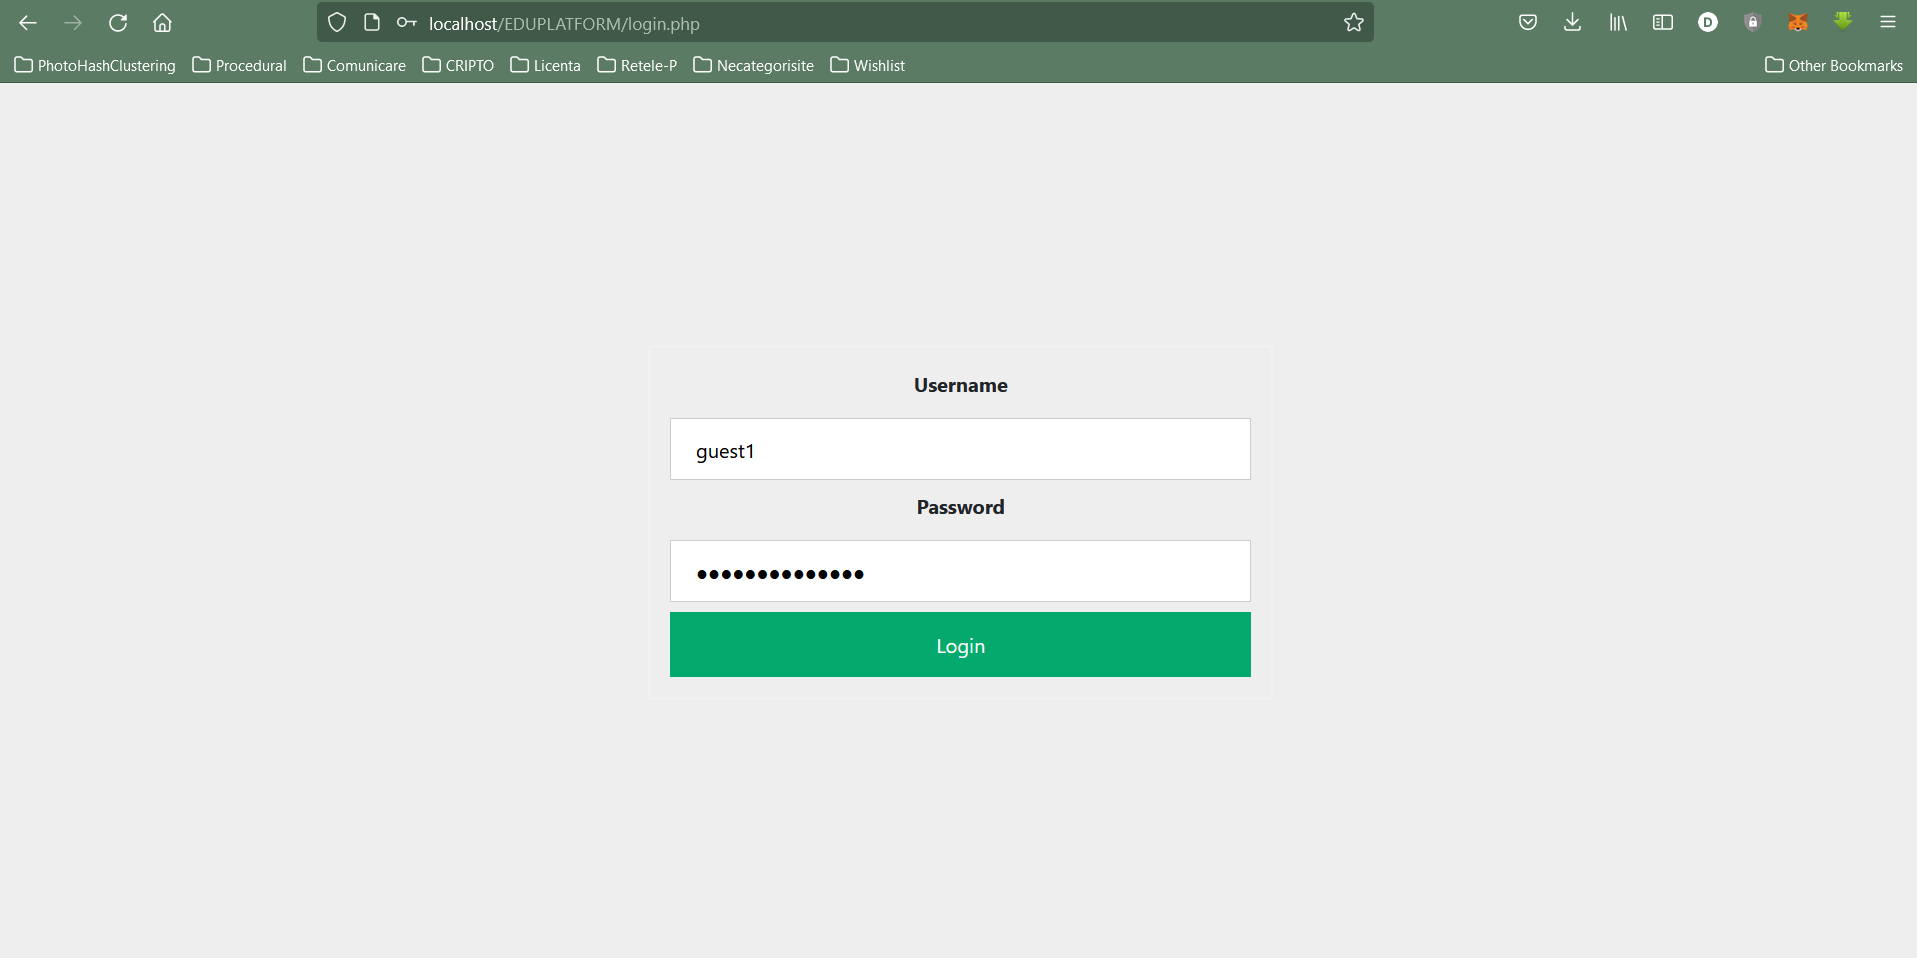 localhost/EDUPLATFORM/login.php
D
PhotoHashClustering Procedural Comunicare CRIPTO Licenta Retele-P Necategorisite Wishlist Other Bookmarks
Username
guest1
Password
●●●●●●●●●●●●●●
Login